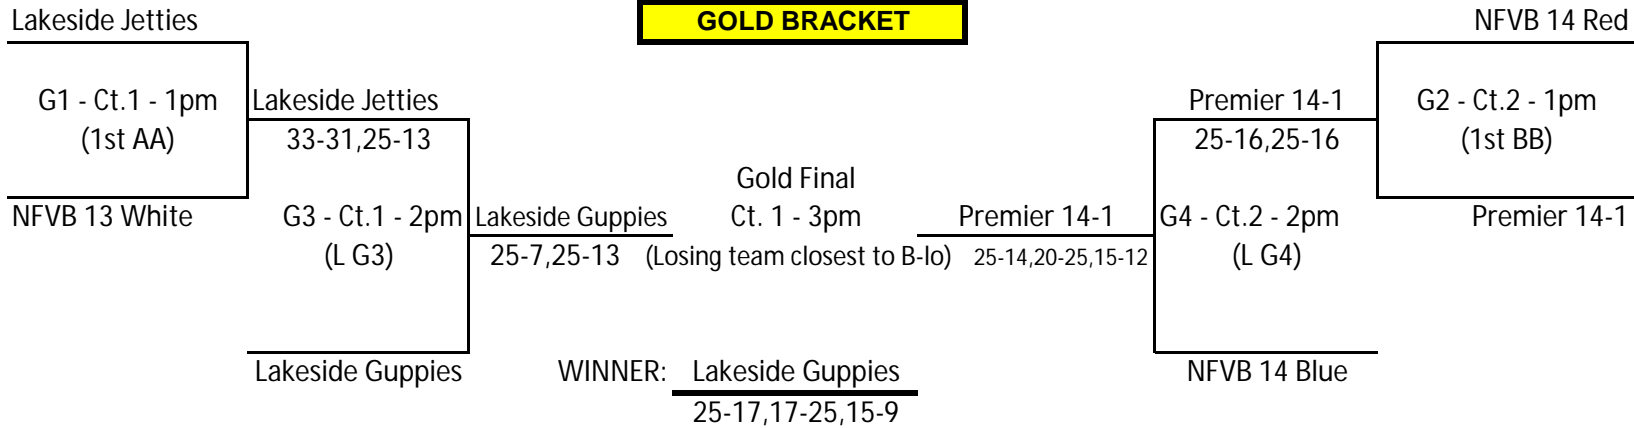 Lakeside Jetties
GOLD BRACKET
NFVB 14 Red
G1 - Ct.1 - 1pm
(1st AA)
Lakeside Jetties
33-31,25-13
Premier 14-1
25-16,25-16
G2 - Ct.2 - 1pm
(1st BB)
NFVB 13 White
G3 - Ct.1 - 2pm
(L G3)
Lakeside Guppies
25-7,25-13
Gold Final
Ct. 1 - 3pm
(Losing team closest to B-lo)
Premier 14-1
25-14,20-25,15-12
G4 - Ct.2 - 2pm
(L G4)
Premier 14-1
Lakeside Guppies
WINNER: Lakeside Guppies
25-17,17-25,15-9
NFVB 14 Blue